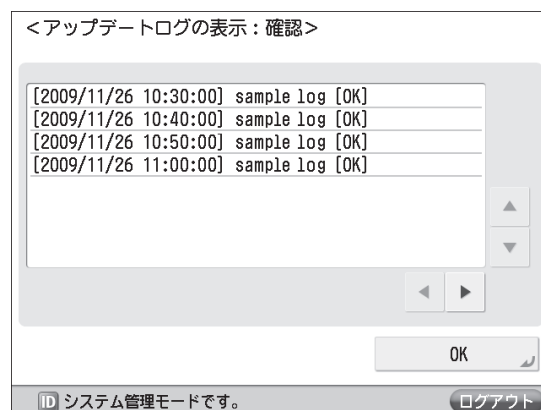 ＜アップデートログの表示：確認＞
[2009/11/26 10:30:00] sample log [OK]
[2009/11/26 10:40:00] sample log [OK]
[2009/11/26 10:50:00] sample log [OK]
[2009/11/26 11:00:00] sample log [OK]
OK
ID システム管理モードです。 ログアウト